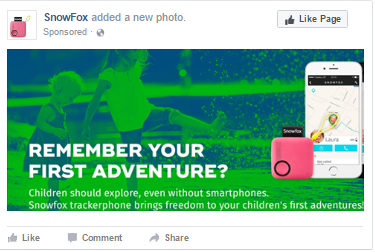 SnowFox added a new photo.
Sponsored ·
Like Page
REMEMBER YOUR
FIRST ADVENTURE?
Children should explore, even without smartphones.
Snowfox trackerphone brings freedom to your children's first adventures!
Snowfox
SNOWFOX
Like Comment Share